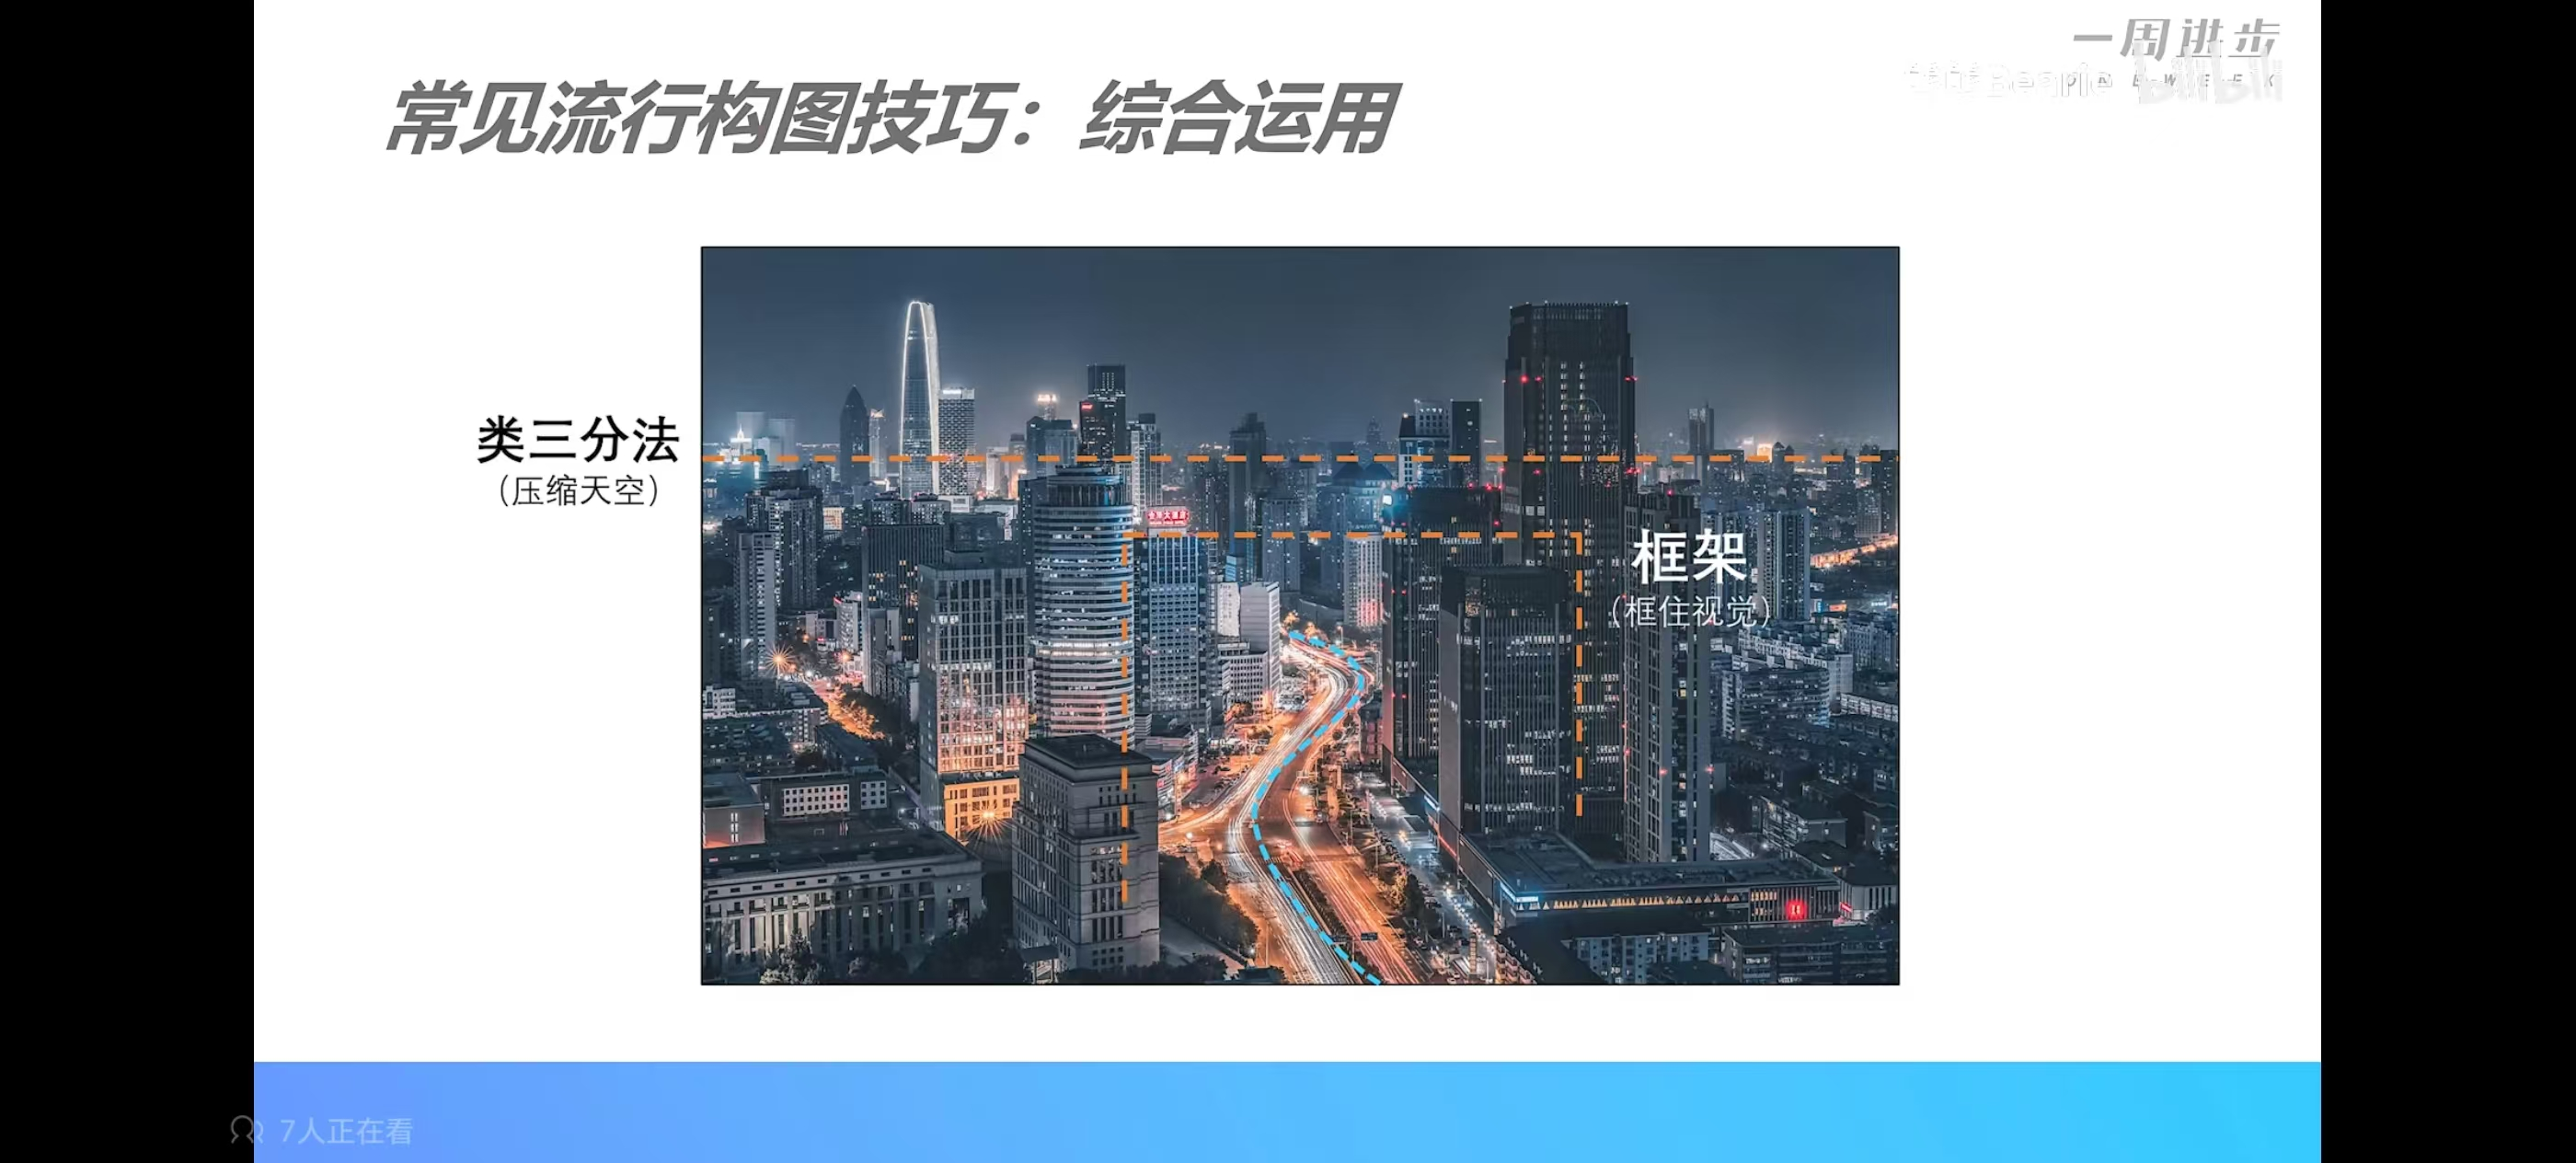 一周进步
常见流行构图技巧：综合运用
类三分法
（压缩天空）
框架
（框住视觉）
7人正在看